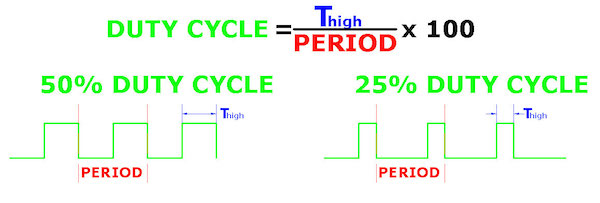 DUTY CYCLE = Thigh / PERIOD x 100
50% DUTY CYCLE
25% DUTY CYCLE
Thigh
Thigh
PERIOD
PERIOD